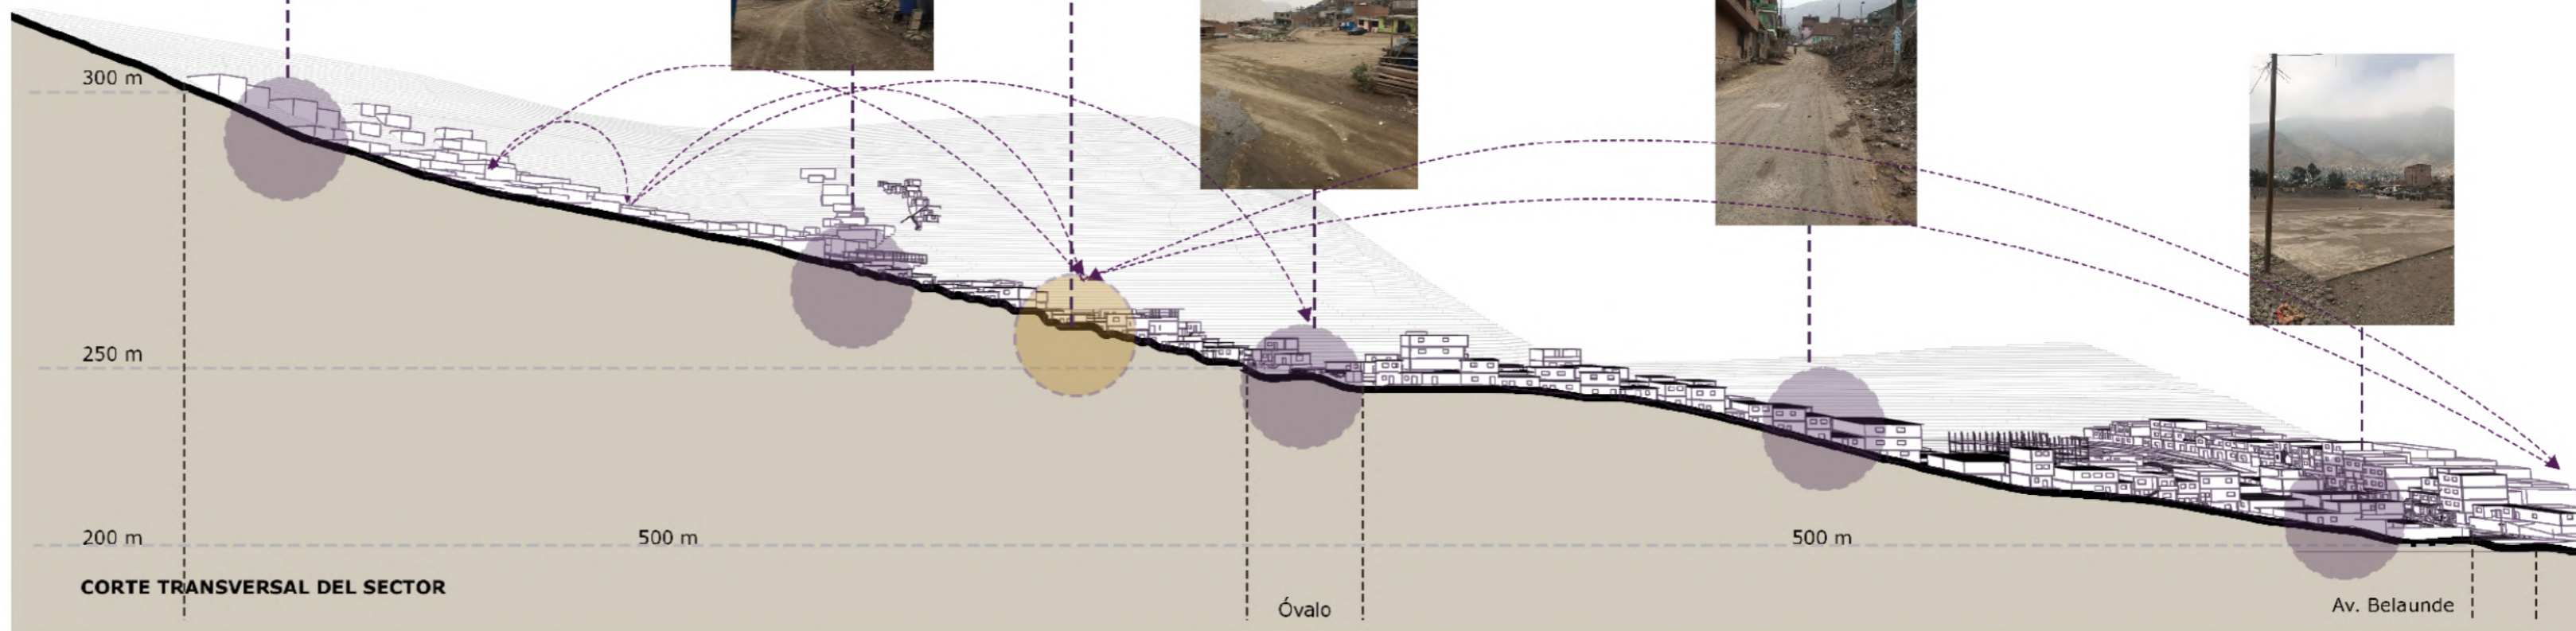 300 m
250 m
200 m
500 m
500 m
CORTE TRANSVERSAL DEL SECTOR
Óvalo
Av. Belaunde